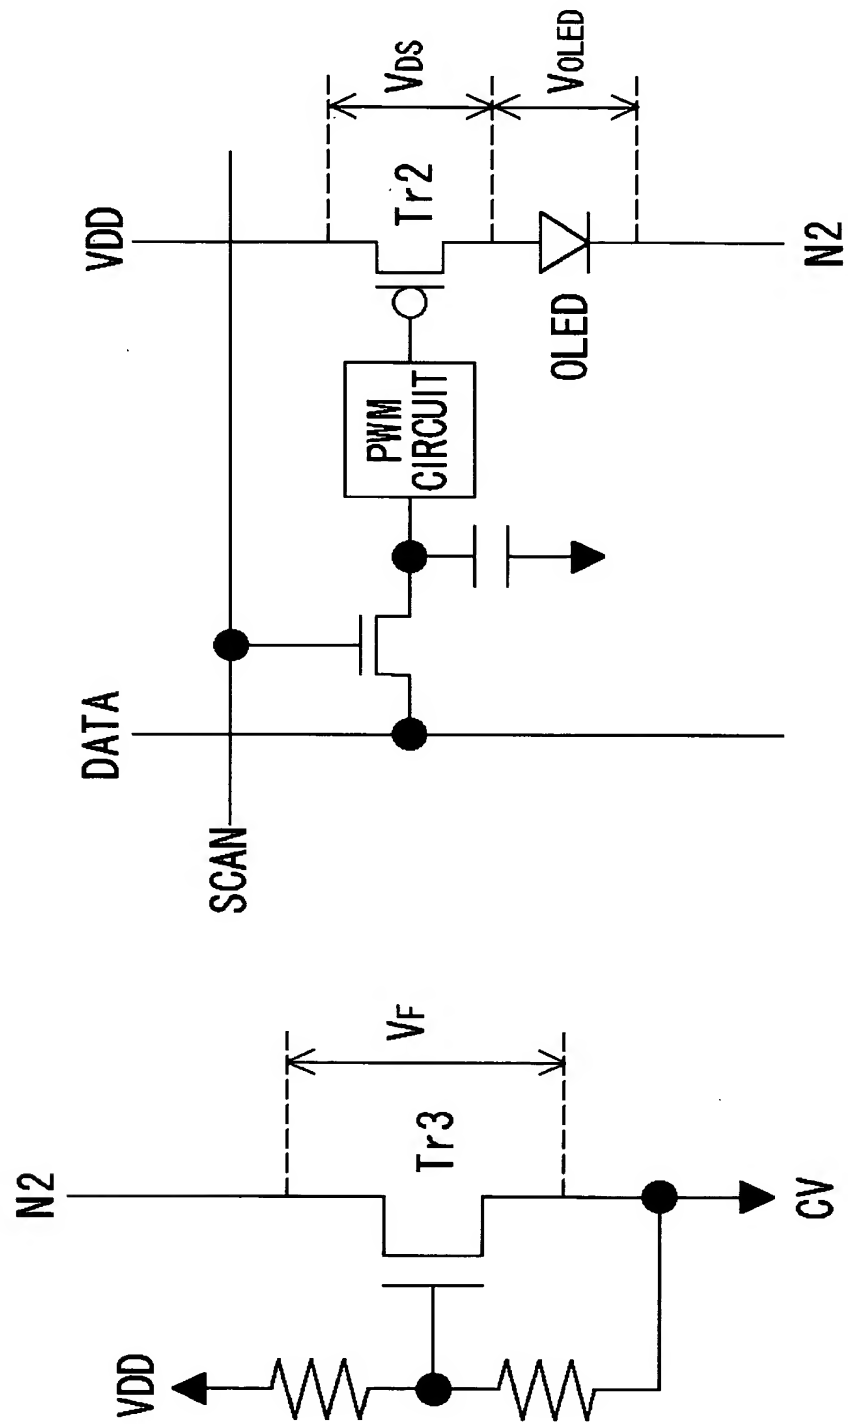 VDD
DATA
SCAN
PWM
CIRCUIT
Tr2
VDS
VOLED
OLED
N2
N2
VDD
Tr3
VF
CV